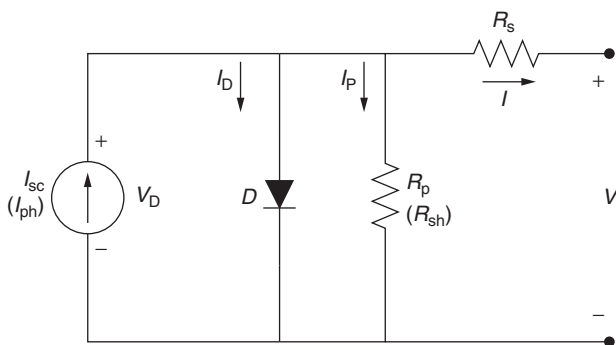 R_s
I_D
I_P
I
+
+
I_sc
(I_ph)
V_D
D
R_p
(R_sh)
V
−
−